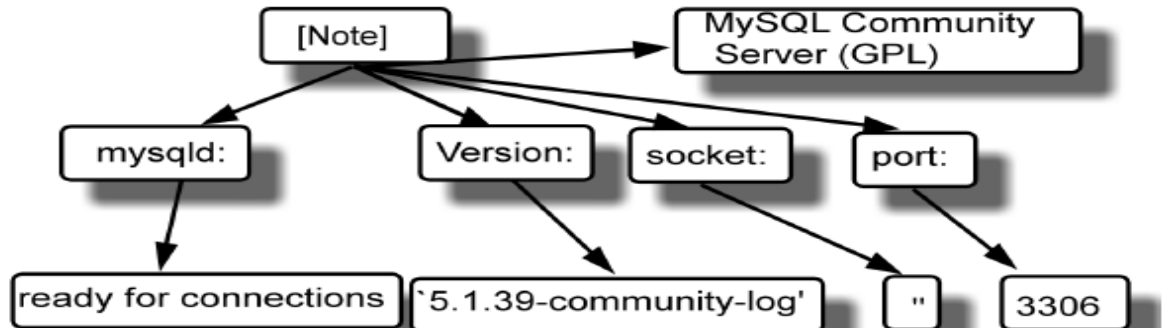 [Note]
MySQL Community
Server (GPL)
mysqld:
Version:
socket:
port:
ready for connections
`5.1.39-community-log'
"
3306